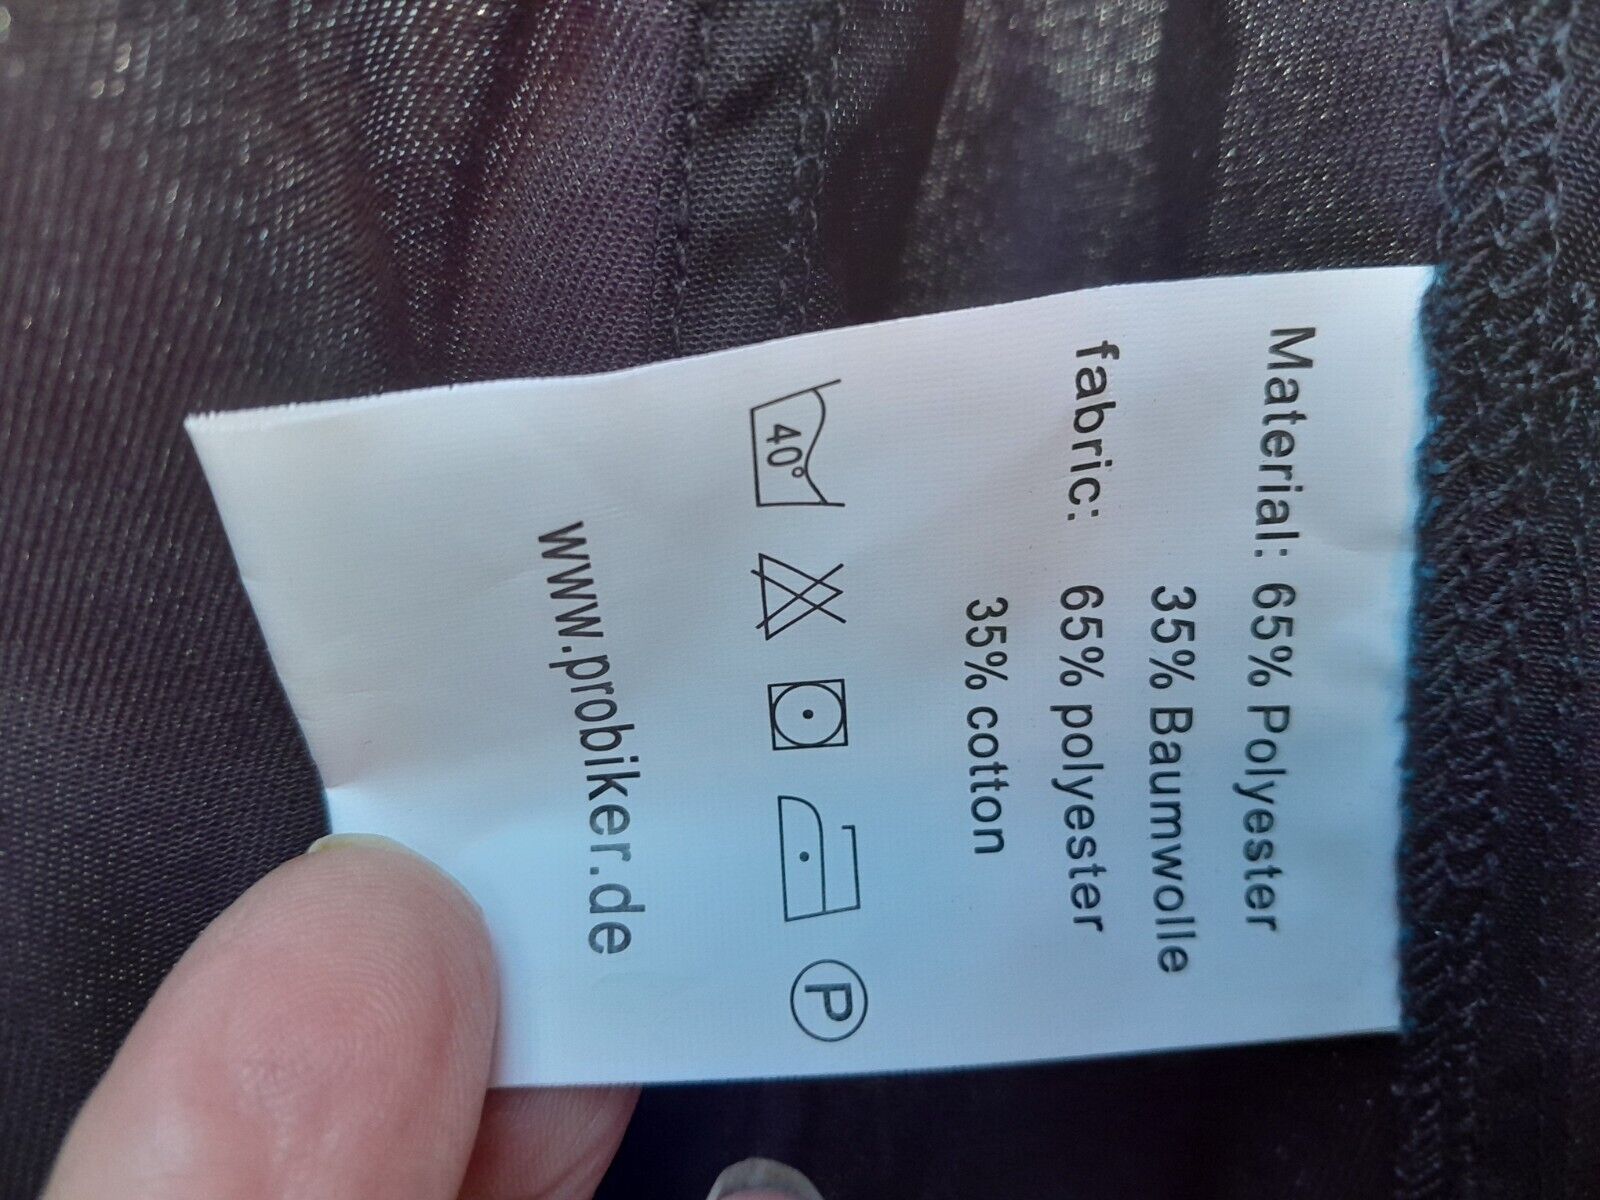 Material: 65% Polyester
35% Baumwolle
fabric: 65% polyester
35% cotton
40° P
www.probiker.de